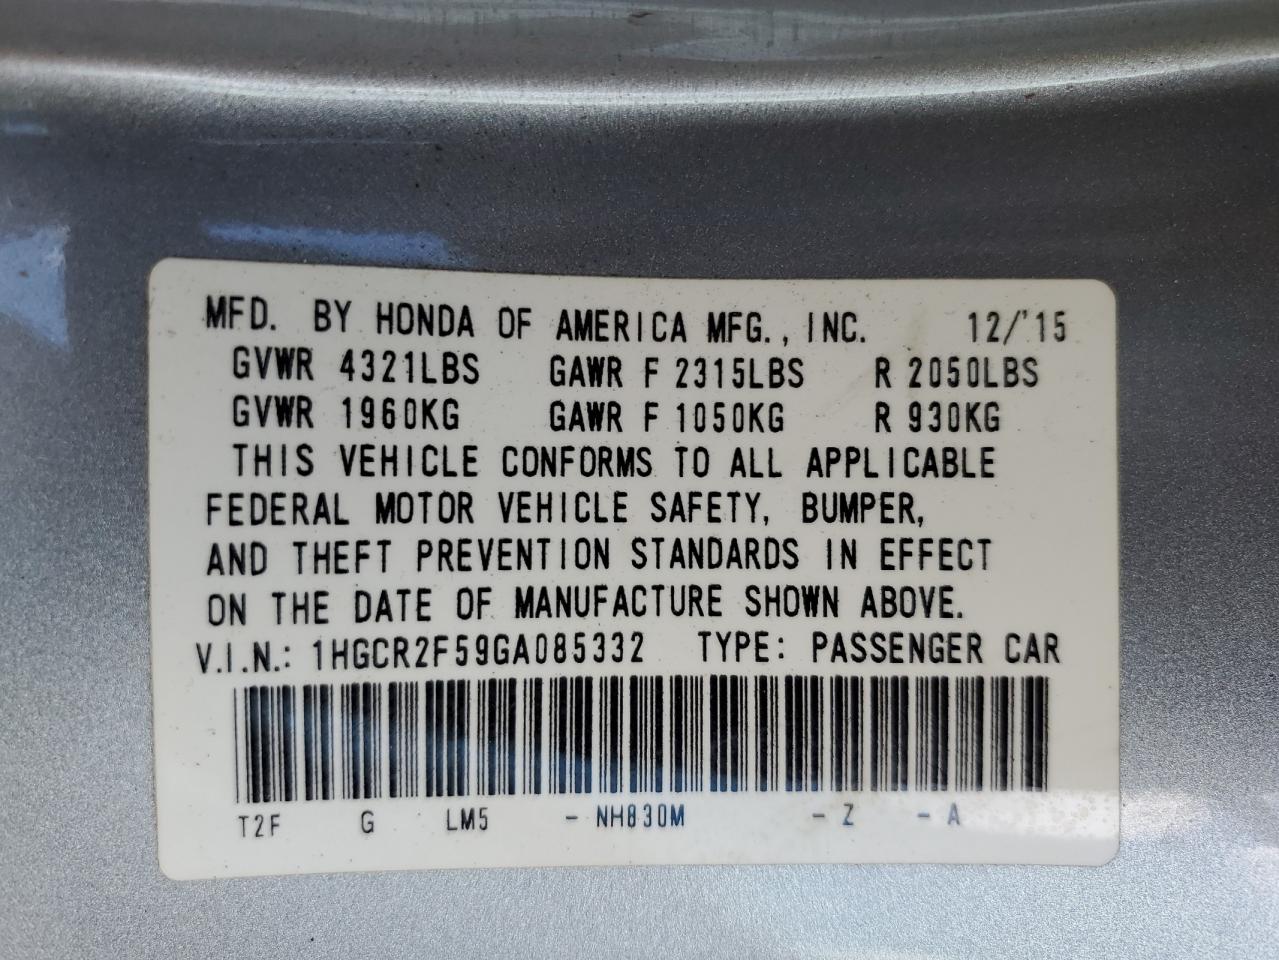 MFD. BY HONDA OF AMERICA MFG., INC. 12/'15
GVWR 4321LBS GAWR F 2315LBS R 2050LBS
GVWR 1960KG GAWR F 1050KG R 930KG
THIS VEHICLE CONFORMS TO ALL APPLICABLE
FEDERAL MOTOR VEHICLE SAFETY, BUMPER,
AND THEFT PREVENTION STANDARDS IN EFFECT
ON THE DATE OF MANUFACTURE SHOWN ABOVE.
V.I.N.: 1HGCR2F59GA085332 TYPE: PASSENGER CAR
T2F G LM5 - NH830M - Z - A